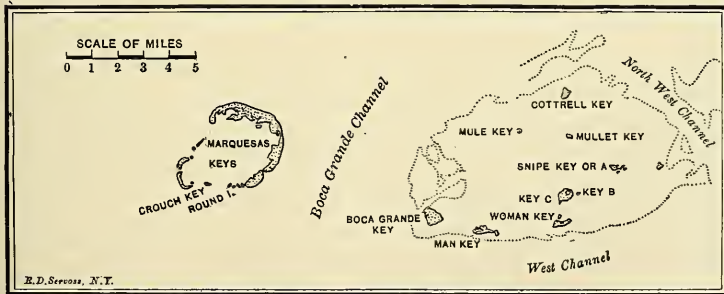 SCALE OF MILES
0 1 2 3 4 5
Boca Grande Channel
North West Channel
COTTRELL KEY
MULE KEY
MULLET KEY
MARQUESAS
KEYS
SNIPE KEY OR A
CROUCH KEY
ROUND I.
KEY C
KEY B
BOCA GRANDE
KEY
WOMAN KEY
MAN KEY
West Channel
R.D. Servoss, N.Y.